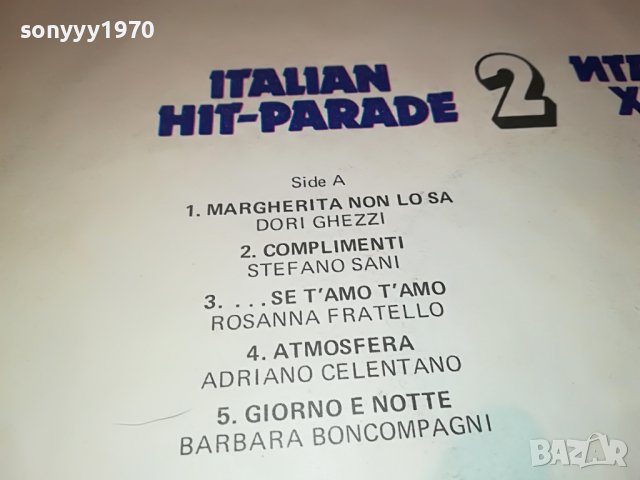 sonyyy1970
ITALIAN
HIT-PARADE 2
ИТА
Х
Side A
1. MARGHERITA NON LO SA
DORI GHEZZI
2. COMPLIMENTI
STEFANO SANI
3. ...SE T'AMO T'AMO
ROSANNA FRATELLO
4. ATMOSFERA
ADRIANO CELENTANO
5. GIORNO E NOTTE
BARBARA BONCOMPAGNI
BAZAR